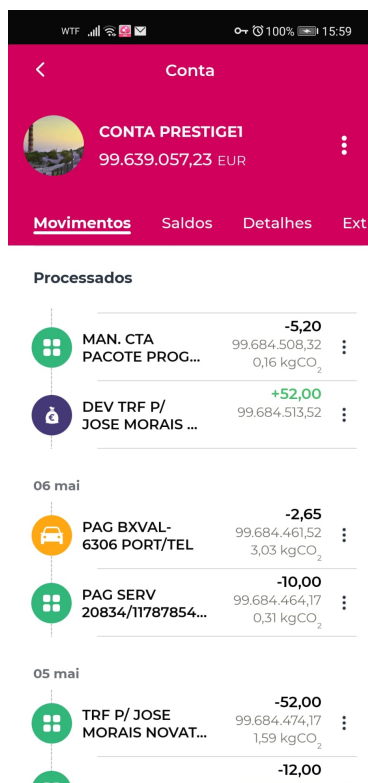 WTF 100% 15:59
Conta
CONTA PRESTIGE1
99.639.057,23 EUR
Movimentos Saldos Detalhes Ext
Processados
MAN. CTA
PACOTE PROG...
-5,20
99.684.508,32
0,16 kgCO2
DEV TRF P/
JOSE MORAIS ...
+52,00
99.684.513,52
06 mai
PAG BXVAL-
6306 PORT/TEL
-2,65
99.684.461,52
3,03 kgCO2
PAG SERV
20834/11787854...
-10,00
99.684.464,17
0,31 kgCO2
05 mai
TRF P/ JOSE
MORAIS NOVAT...
-52,00
99.684.474,17
1,59 kgCO2
-12,00